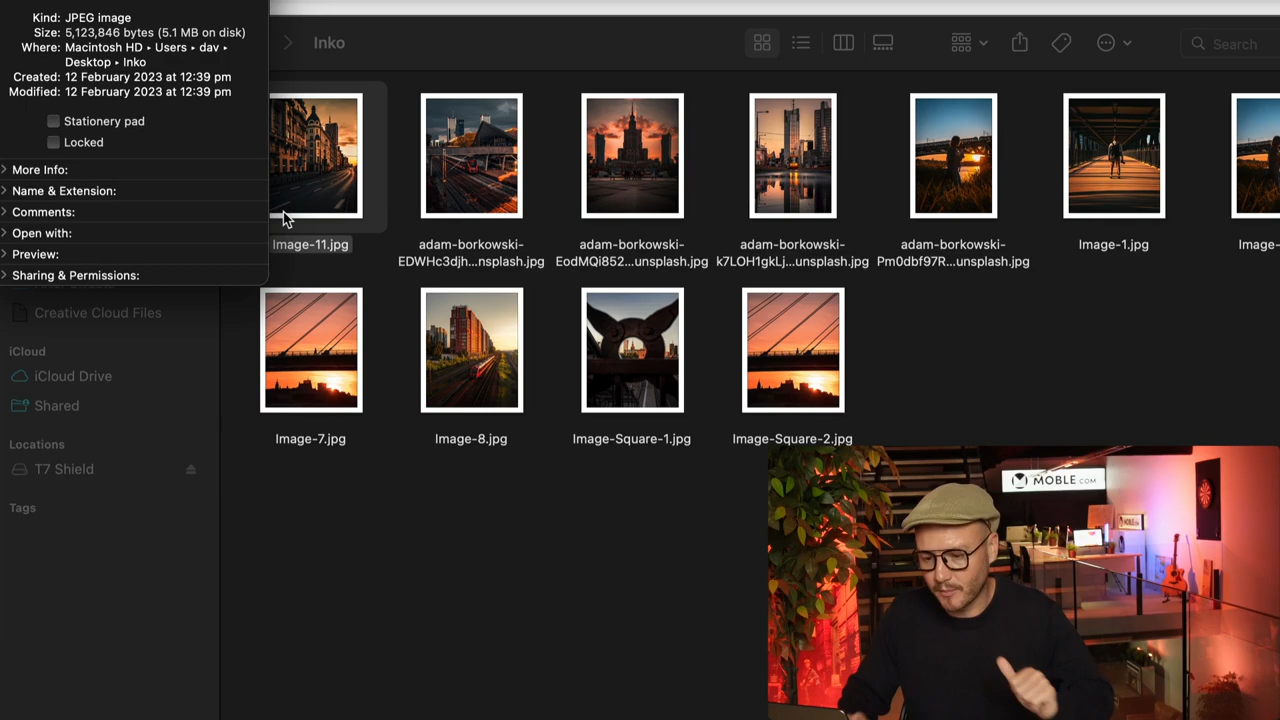 Kind: JPEG image
Size: 5,123,846 bytes (5.1 MB on disk)
Where: Macintosh HD ▸ Users ▸ dav ▸
Desktop ▸ Inko
Created: 12 February 2023 at 12:39 pm
Modified: 12 February 2023 at 12:39 pm
Stationery pad
Locked
More Info:
Name & Extension:
Comments:
Open with:
Preview:
Sharing & Permissions:
Creative Cloud Files
iCloud
iCloud Drive
Shared
Locations
T7 Shield
Tags
Inko
Search
Image-11.jpg
adam-borkowski-
EDWHc3djh...nsplash.jpg
adam-borkowski-
EodMQi852...unsplash.jpg
adam-borkowski-
k7LOH1gkLj...unsplash.jpg
adam-borkowski-
Pm0dbf97R...unsplash.jpg
Image-1.jpg
Image-
Image-7.jpg
Image-8.jpg
Image-Square-1.jpg
Image-Square-2.jpg
MOBLE.COM
MOBLE